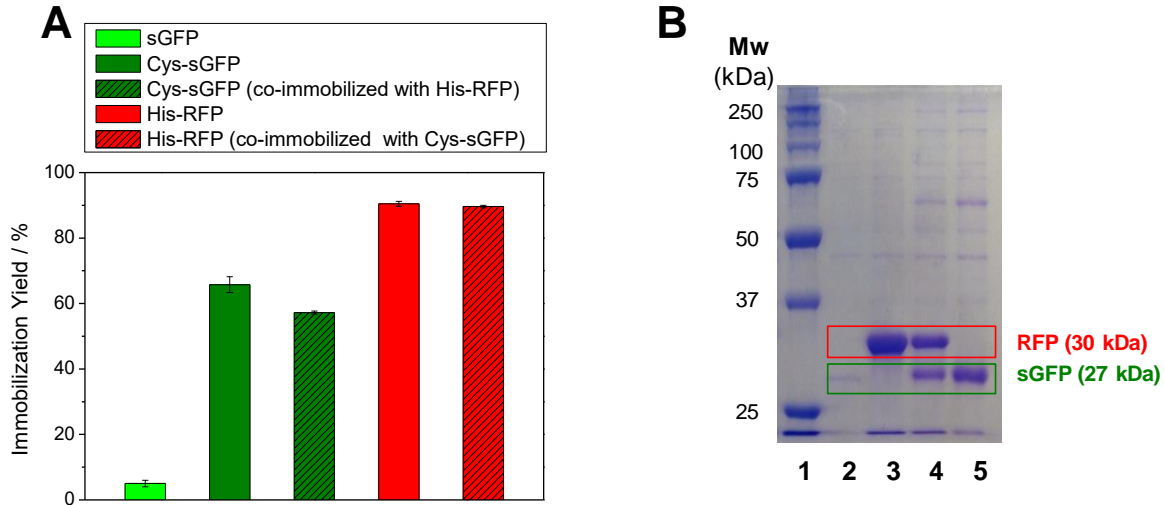 A
sGFP
Cys-sGFP
Cys-sGFP (co-immobilized with His-RFP)
His-RFP
His-RFP (co-immobilized with Cys-sGFP)
100
80
60
40
20
0
Immobilization Yield / %
B
Mw
(kDa)
250
100
75
50
37
25
RFP (30 kDa)
sGFP (27 kDa)
1 2 3 4 5